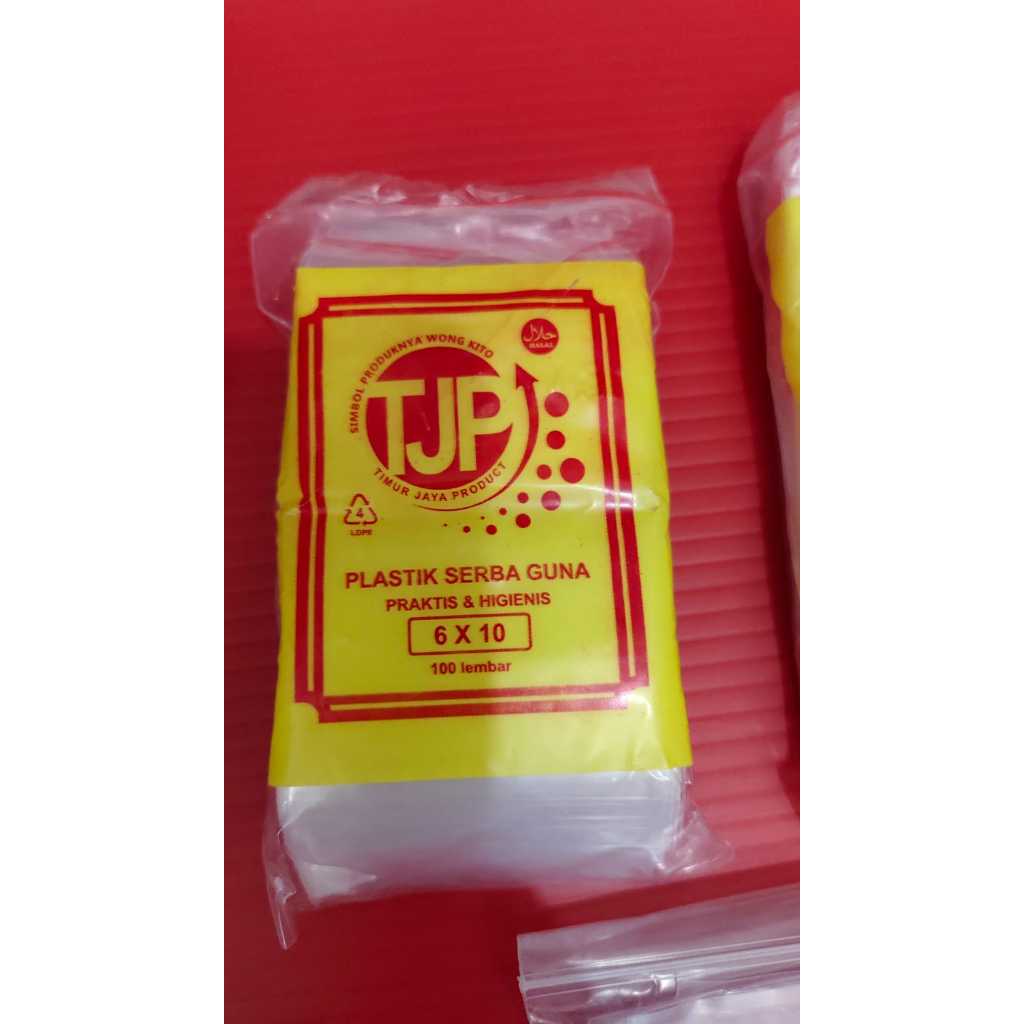 حلال
HALAL
SIMBOL PRODUKNYA WONG KITO
TJP
TIMUR JAYA PRODUCT
4
LDPE
PLASTIK SERBA GUNA
PRAKTIS & HIGIENIS
6 X 10
100 lembar